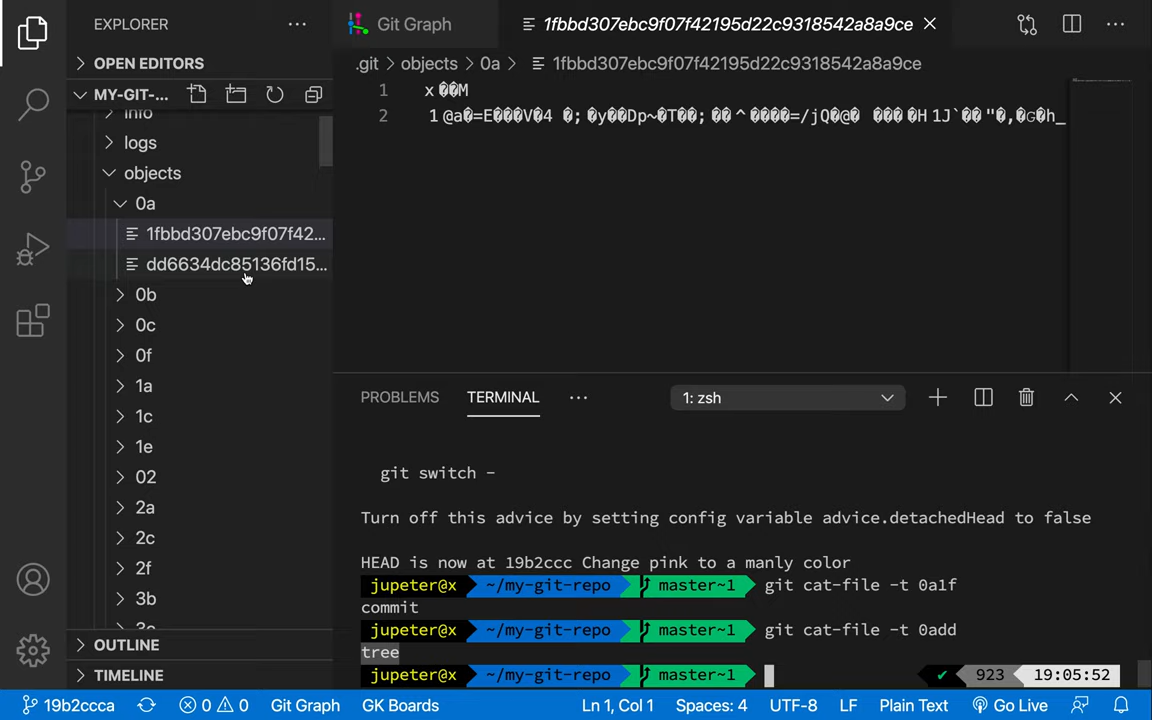 EXPLORER
Git Graph
1fbbd307ebc9f07f42195d22c9318542a8a9ce
OPEN EDITORS
.git > objects > 0a > 1fbbd307ebc9f07f42195d22c9318542a8a9ce
MY-GIT-...
info
logs
objects
0a
1fbbd307ebc9f07f42...
dd6634dc85136fd15...
0b
0c
0f
1a
1c
1e
02
2a
2c
2f
3b
OUTLINE
TIMELINE
1 x��M
2
PROBLEMS
TERMINAL
1: zsh
git switch -
Turn off this advice by setting config variable advice.detachedHead to false
HEAD is now at 19b2ccc Change pink to a manly color
jupeter@x ~/my-git-repo master~1 git cat-file -t 0a1f
commit
jupeter@x ~/my-git-repo master~1 git cat-file -t 0add
tree
jupeter@x ~/my-git-repo master~1 ✔ 923 19:05:52
19b2ccca 0 0 Git Graph GK Boards Ln 1, Col 1 Spaces: 4 UTF-8 LF Plain Text Go Live